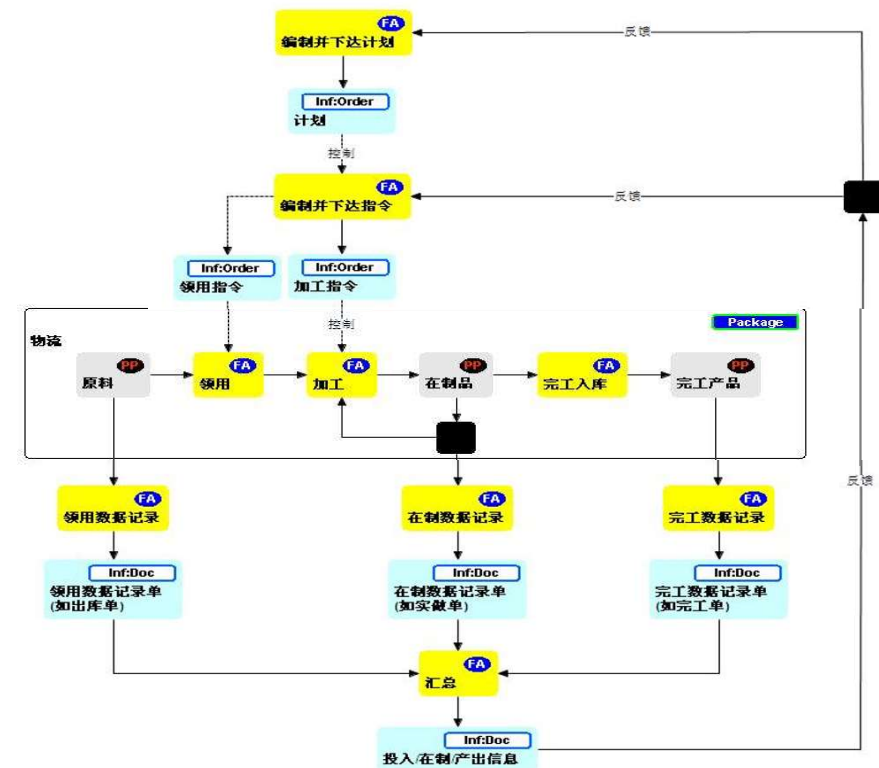 FA
编制并下达计划
反馈
Inf:Order
计划
控制
FA
编制并下达指令
反馈
Inf:Order
领用指令
Inf:Order
加工指令
控制
Package
物流
PP
原料
FA
领用
FA
加工
PP
在制品
FA
完工入库
PP
完工产品
反馈
FA
领用数据记录
FA
在制数据记录
FA
完工数据记录
Inf:Doc
领用数据记录单
(如出库单)
Inf:Doc
在制数据记录单
(如实做单)
Inf:Doc
完工数据记录单
(如完工单)
FA
汇总
Inf:Doc
投入/在制/产出信息